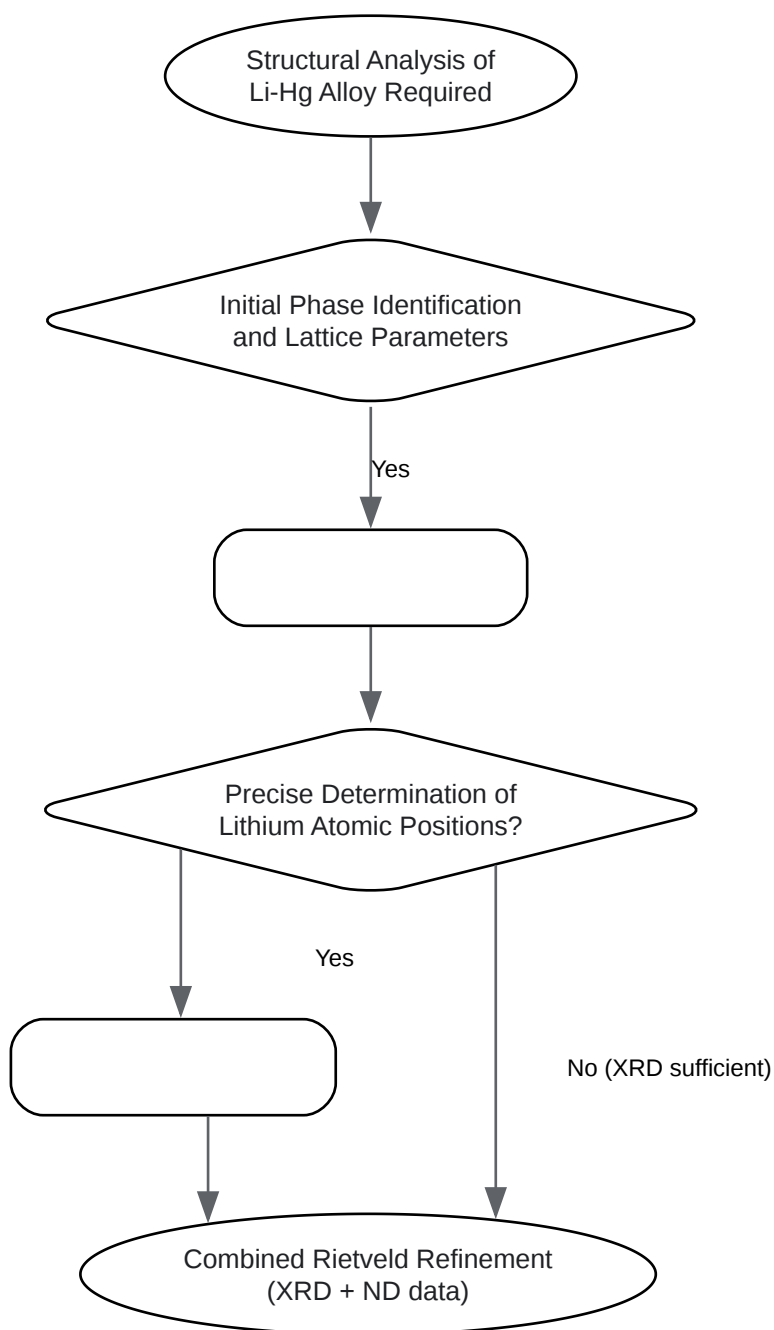 Structural Analysis of
Li-Hg Alloy Required
Initial Phase Identification
and Lattice Parameters
Yes
Precise Determination of
Lithium Atomic Positions?
Yes
No (XRD sufficient)
Combined Rietveld Refinement
(XRD + ND data)